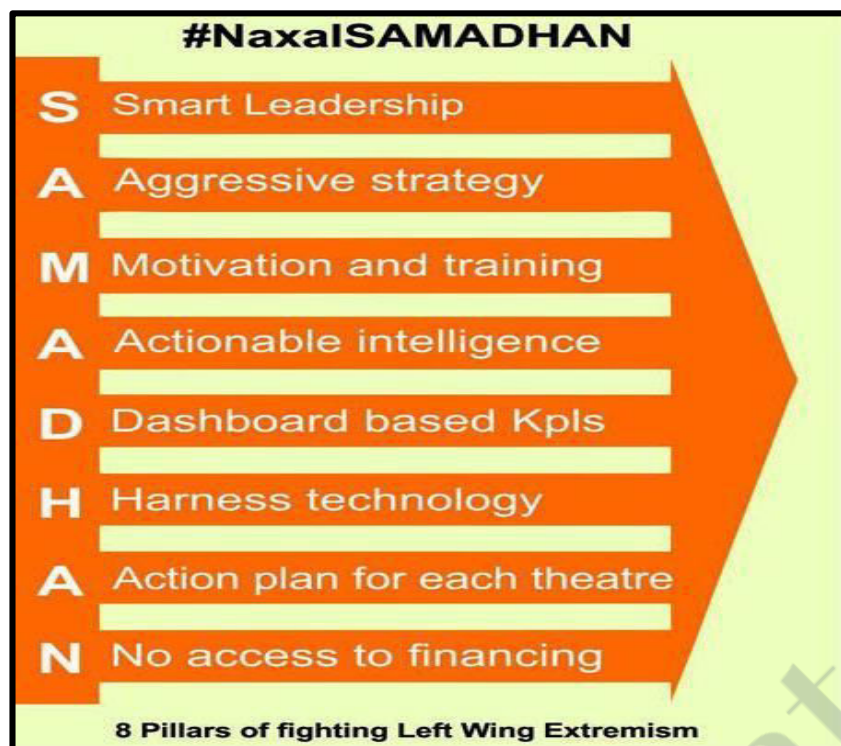 #NaxalSAMADHAN
S Smart Leadership
A Aggressive strategy
M Motivation and training
A Actionable intelligence
D Dashboard based KpIs
H Harness technology
A Action plan for each theatre
N No access to financing
8 Pillars of fighting Left Wing Extremism